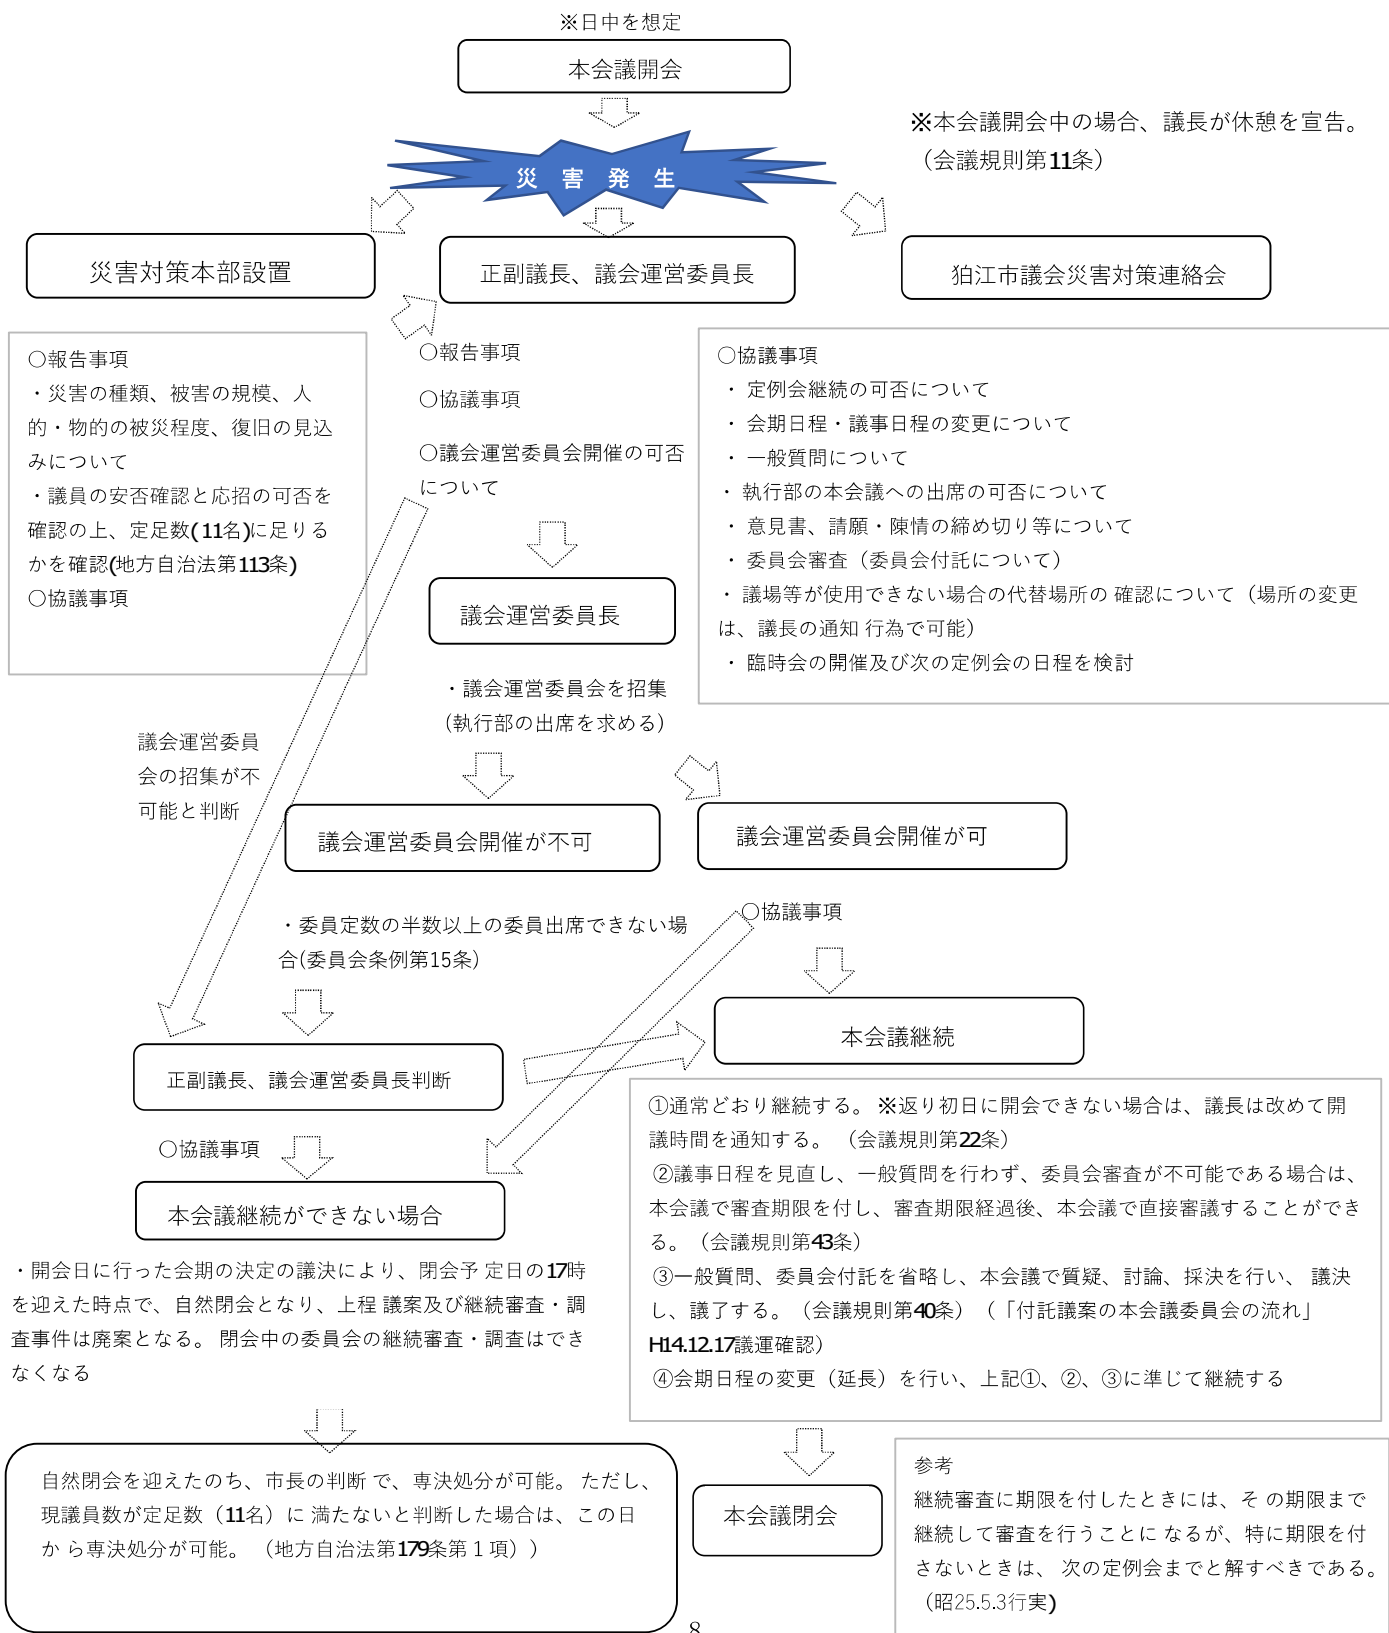 ※日中を想定
本会議開会
※本会議開会中の場合、議長が休憩を宣告。
（会議規則第11条）
災 害 発 生
災害対策本部設置
正副議長、議会運営委員長
狛江市議会災害対策連絡会
〇報告事項
・災害の種類、被害の規模、人
的・物的の被災程度、復旧の見込
みについて
・議員の安否確認と応招の可否を
確認の上、定足数(11名)に足りる
かを確認(地方自治法第113条)
〇協議事項
〇報告事項
〇協議事項
〇議会運営委員会開催の可否
について
〇協議事項
・ 定例会継続の可否について
・ 会期日程・議事日程の変更について
・ 一般質問について
・ 執行部の本会議への出席の可否について
・ 意見書、請願・陳情の締め切り等について
・ 委員会審査（委員会付託について）
・ 議場等が使用できない場合の代替場所の 確認について（場所の変更
は、議長の通知 行為で可能）
・ 臨時会の開催及び次の定例会の日程を検討
議会運営委員長
・議会運営委員会を招集
（執行部の出席を求める）
議会運営委員
会の招集が不
可能と判断
議会運営委員会開催が不可
議会運営委員会開催が可
・委員定数の半数以上の委員出席できない場
合(委員会条例第15条)
〇協議事項
本会議継続
正副議長、議会運営委員長判断
〇協議事項
本会議継続ができない場合
①通常どおり継続する。 ※返り初日に開会できない場合は、議長は改めて開
議時間を通知する。 （会議規則第22条）
②議事日程を見直し、一般質問を行わず、委員会審査が不可能である場合は、
本会議で審査期限を付し、審査期限経過後、本会議で直接審議することができ
る。（会議規則第43条）
③一般質問、委員会付託を省略し、本会議で質疑、討論、採決を行い、 議決
し、議了する。（会議規則第40条）（「付託議案の本会議委員会の流れ」
H14.12.17議運確認）
④会期日程の変更（延長）を行い、上記①、②、③に準じて継続する
・開会日に行った会期の決定の議決により、閉会予 定日の17時
を迎えた時点で、自然閉会となり、上程 議案及び継続審査・調
査事件は廃案となる。 閉会中の委員会の継続審査・調査はでき
なくなる
自然閉会を迎えたのち、市長の判断 で、専決処分が可能。 ただし、
現議員数が定足数（11名）に 満たないと判断した場合は、この日
か ら専決処分が可能。 （地方自治法第179条第１項））
本会議閉会
参考
継続審査に期限を付したときには、そ の期限まで
継続して審査を行うことに なるが、特に期限を付
さないときは、 次の定例会までと解すべきである。
（昭25.5.3行実)
8